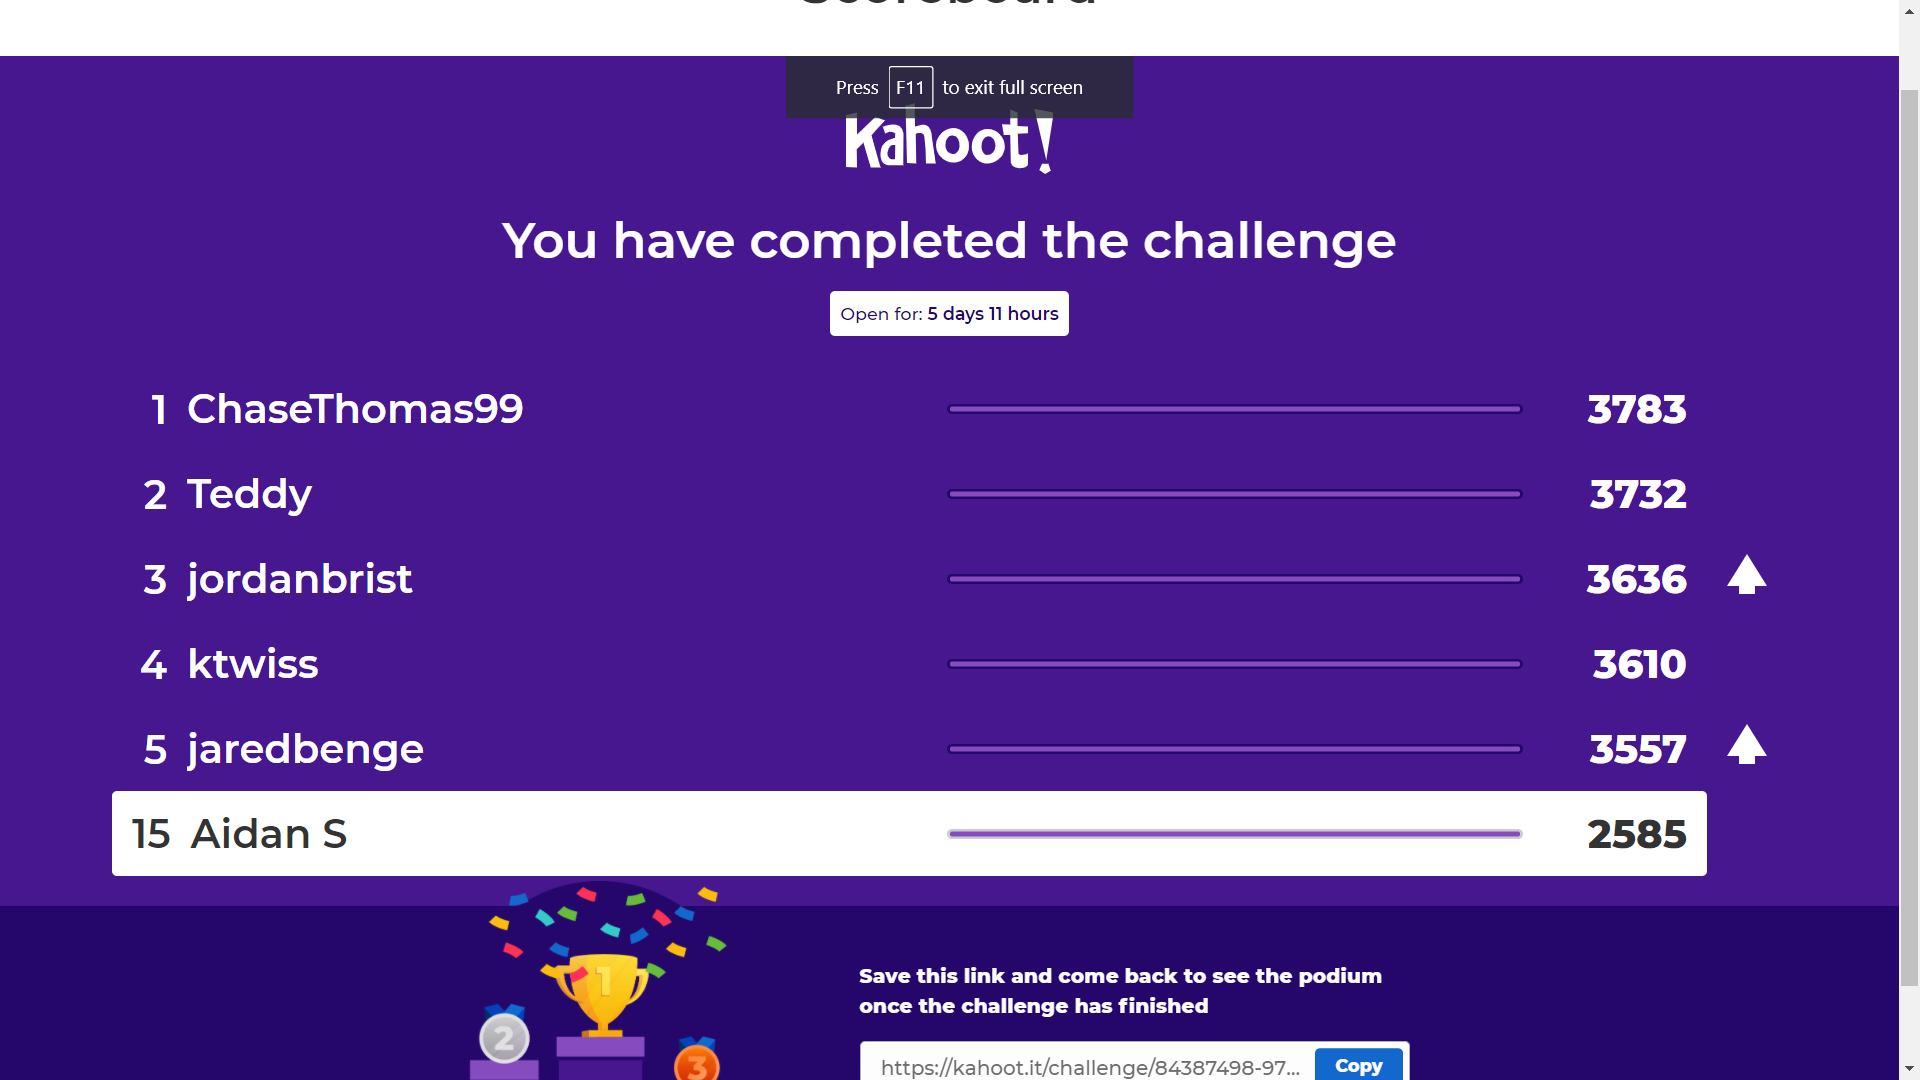 Scoreboard
Press F11 to exit full screen
Kahoot!
You have completed the challenge
Open for: 5 days 11 hours
1 ChaseThomas99 3783
2 Teddy 3732
3 jordanbrist 3636
4 ktwiss 3610
5 jaredbenge 3557
15 Aidan S 2585
1
2
3
Save this link and come back to see the podium
once the challenge has finished
https://kahoot.it/challenge/84387498-97... Copy